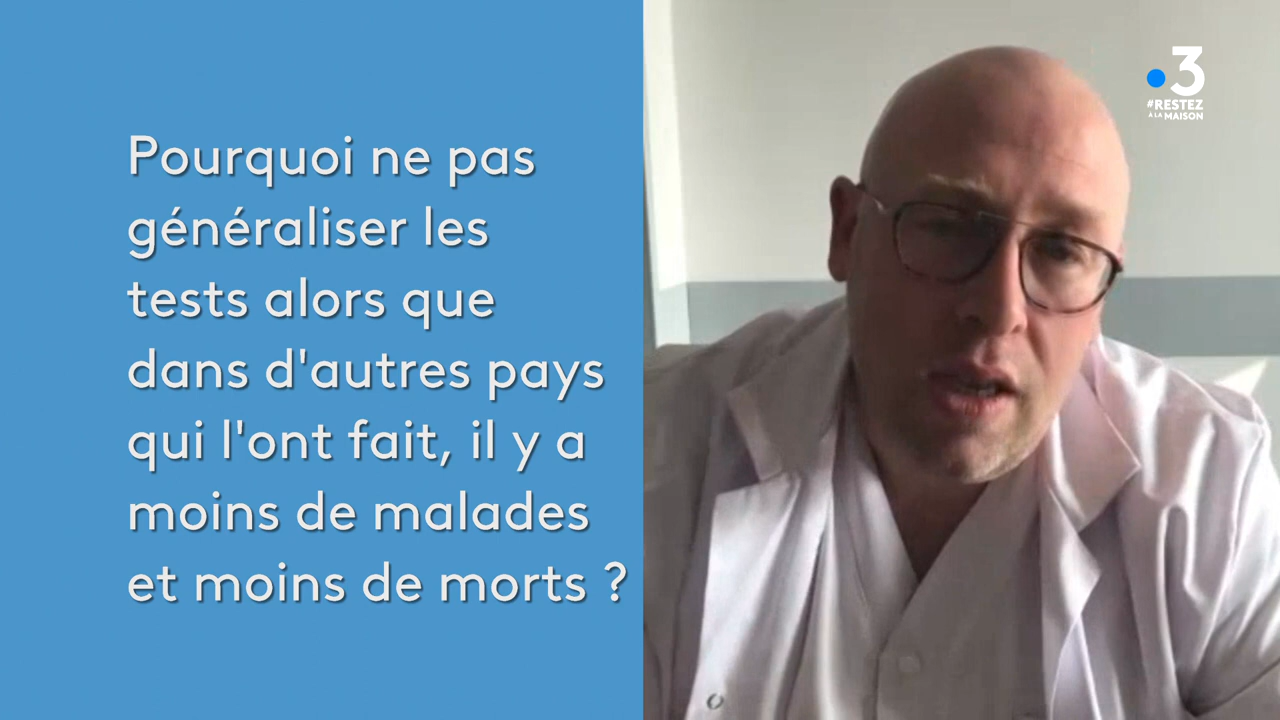 Pourquoi ne pas
généraliser les
tests alors que
dans d'autres pays
qui l'ont fait, il y a
moins de malades
et moins de morts ?
3
#RESTEZ
À LA MAISON